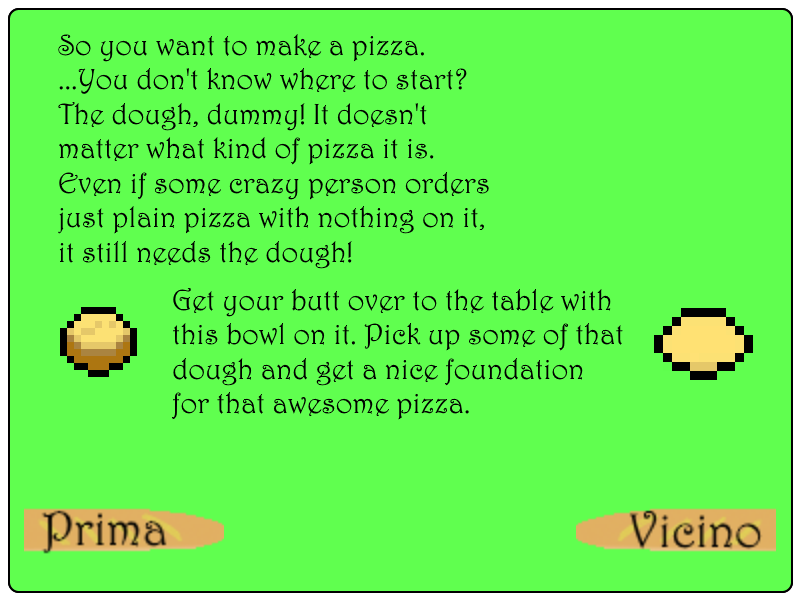 So you want to make a pizza.
...You don't know where to start?
The dough, dummy! It doesn't
matter what kind of pizza it is.
Even if some crazy person orders
just plain pizza with nothing on it,
it still needs the dough!
Get your butt over to the table with
this bowl on it. Pick up some of that
dough and get a nice foundation
for that awesome pizza.
Prima
Vicino